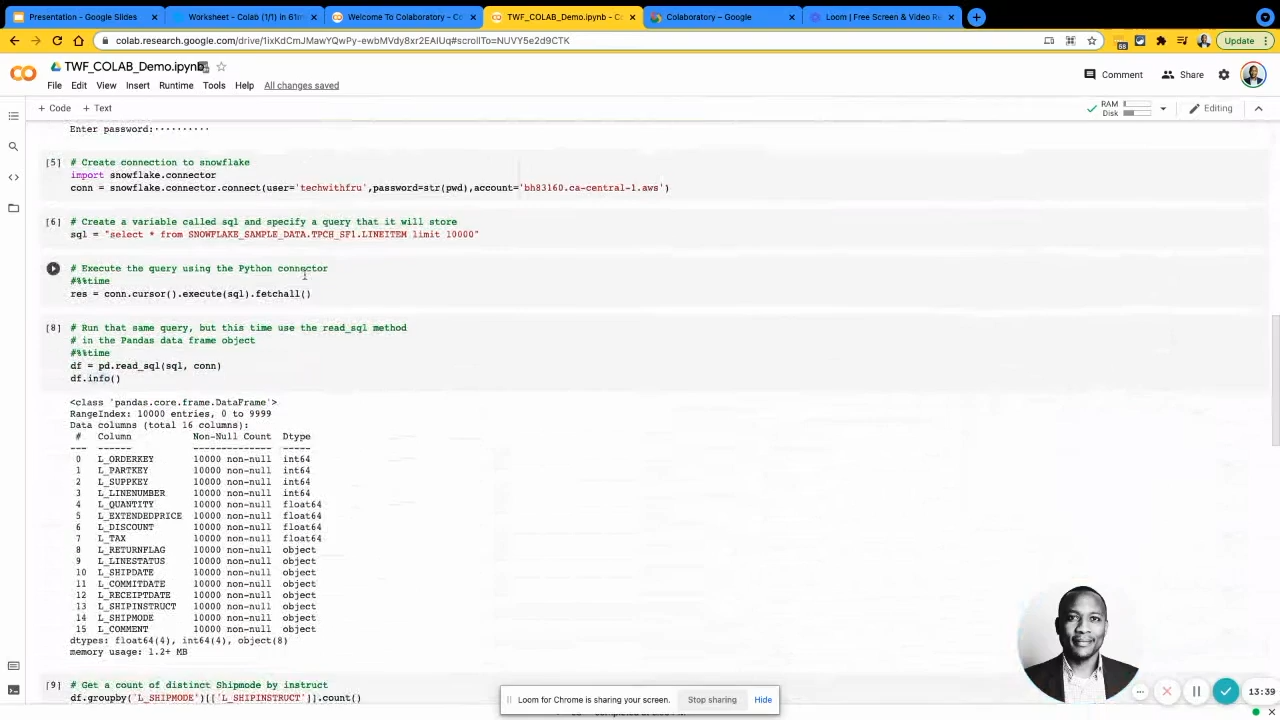 Presentation - Google Slides
Worksheet - Colab (1/1) in 61m
Welcome To Colaboratory - C
TWF_COLAB_Demo.ipynb - C
Colaboratory – Google
Loom | Free Screen & Video R
colab.research.google.com/drive/1ixKdCmJMawYQwPy-ewbMVdy8xr2EAIUq#scrollTo=NUVY5e2d9CTK
68
Update
TWF_COLAB_Demo.ipynb
File Edit View Insert Runtime Tools Help All changes saved
Comment
Share
+ Code + Text
RAM
Disk
Editing
Enter password:··········
[5] # Create connection to snowflake
import snowflake.connector
conn = snowflake.connector.connect(user='techwithfru',password=str(pwd),account='bh83160.ca-central-1.aws')
[6] # Create a variable called sql and specify a query that it will store
sql = "select * from SNOWFLAKE_SAMPLE_DATA.TPCH_SF1.LINEITEM limit 10000"
# Execute the query using the Python connector
#%%time
res = conn.cursor().execute(sql).fetchall()
[8] # Run that same query, but this time use the read_sql method
# in the Pandas data frame object
#%%time
df = pd.read_sql(sql, conn)
df.info()
<class 'pandas.core.frame.DataFrame'>
RangeIndex: 10000 entries, 0 to 9999
Data columns (total 16 columns):
# Column Non-Null Count Dtype
--- ------ -------------- -----
0 L_ORDERKEY 10000 non-null int64
1 L_PARTKEY 10000 non-null int64
2 L_SUPPKEY 10000 non-null int64
3 L_LINENUMBER 10000 non-null int64
4 L_QUANTITY 10000 non-null float64
5 L_EXTENDEDPRICE 10000 non-null float64
6 L_DISCOUNT 10000 non-null float64
7 L_TAX 10000 non-null float64
8 L_RETURNFLAG 10000 non-null object
9 L_LINESTATUS 10000 non-null object
10 L_SHIPDATE 10000 non-null object
11 L_COMMITDATE 10000 non-null object
12 L_RECEIPTDATE 10000 non-null object
13 L_SHIPINSTRUCT 10000 non-null object
14 L_SHIPMODE 10000 non-null object
15 L_COMMENT 10000 non-null object
dtypes: float64(4), int64(4), object(8)
memory usage: 1.2+ MB
[9] # Get a count of distinct Shipmode by instruct
df.groupby('L_SHIPMODE')[['L_SHIPINSTRUCT']].count()
Loom for Chrome is sharing your screen.
Stop sharing
Hide
13:39